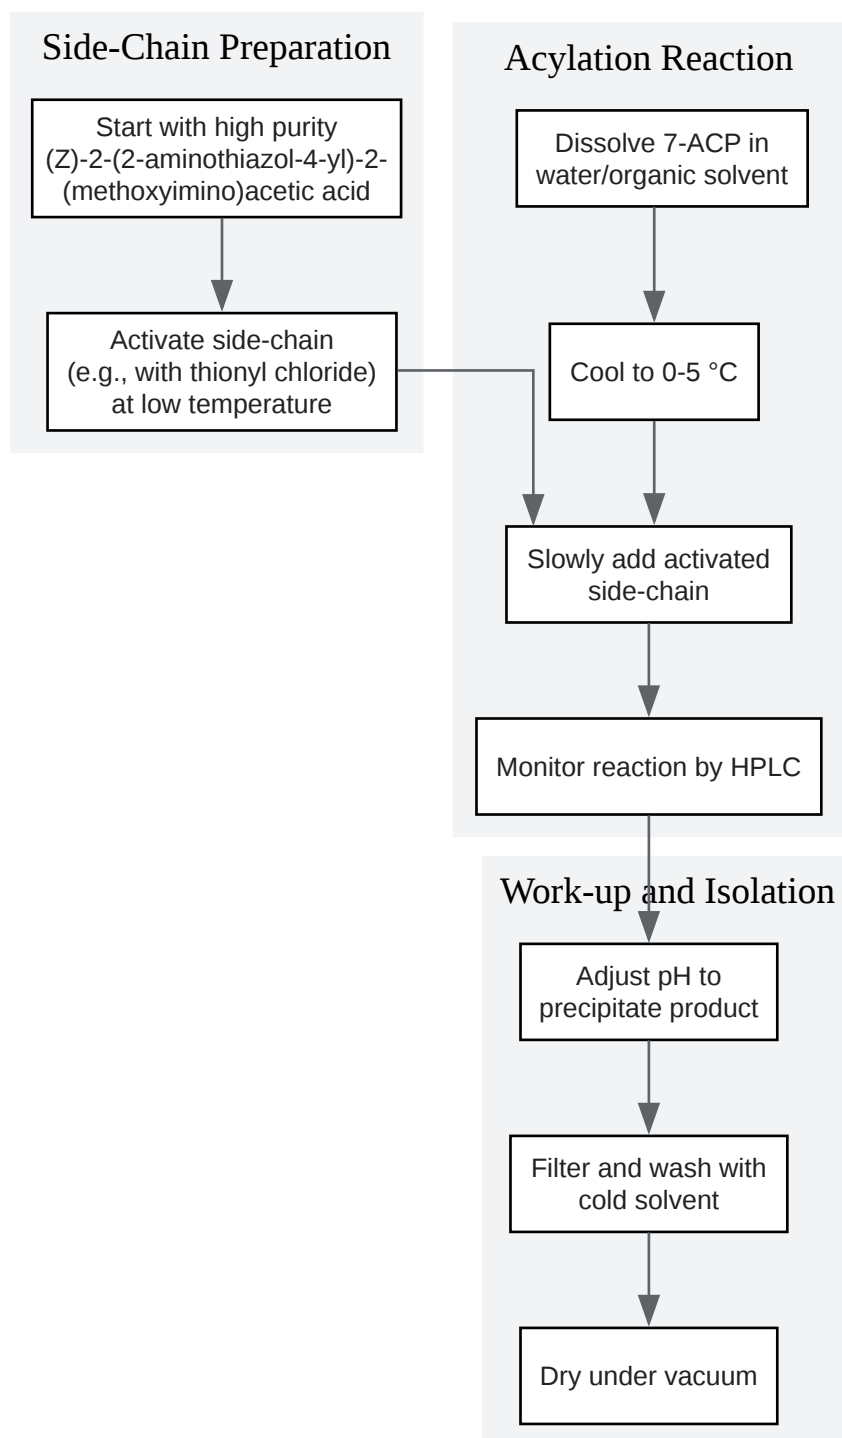 Side-Chain Preparation
Start with high purity
(Z)-2-(2-aminothiazol-4-yl)-2-
(methoxyimino)acetic acid
Activate side-chain
(e.g., with thionyl chloride)
at low temperature
Acylation Reaction
Dissolve 7-ACP in
water/organic solvent
Cool to 0-5 °C
Slowly add activated
side-chain
Monitor reaction by HPLC
Work-up and Isolation
Adjust pH to
precipitate product
Filter and wash with
cold solvent
Dry under vacuum